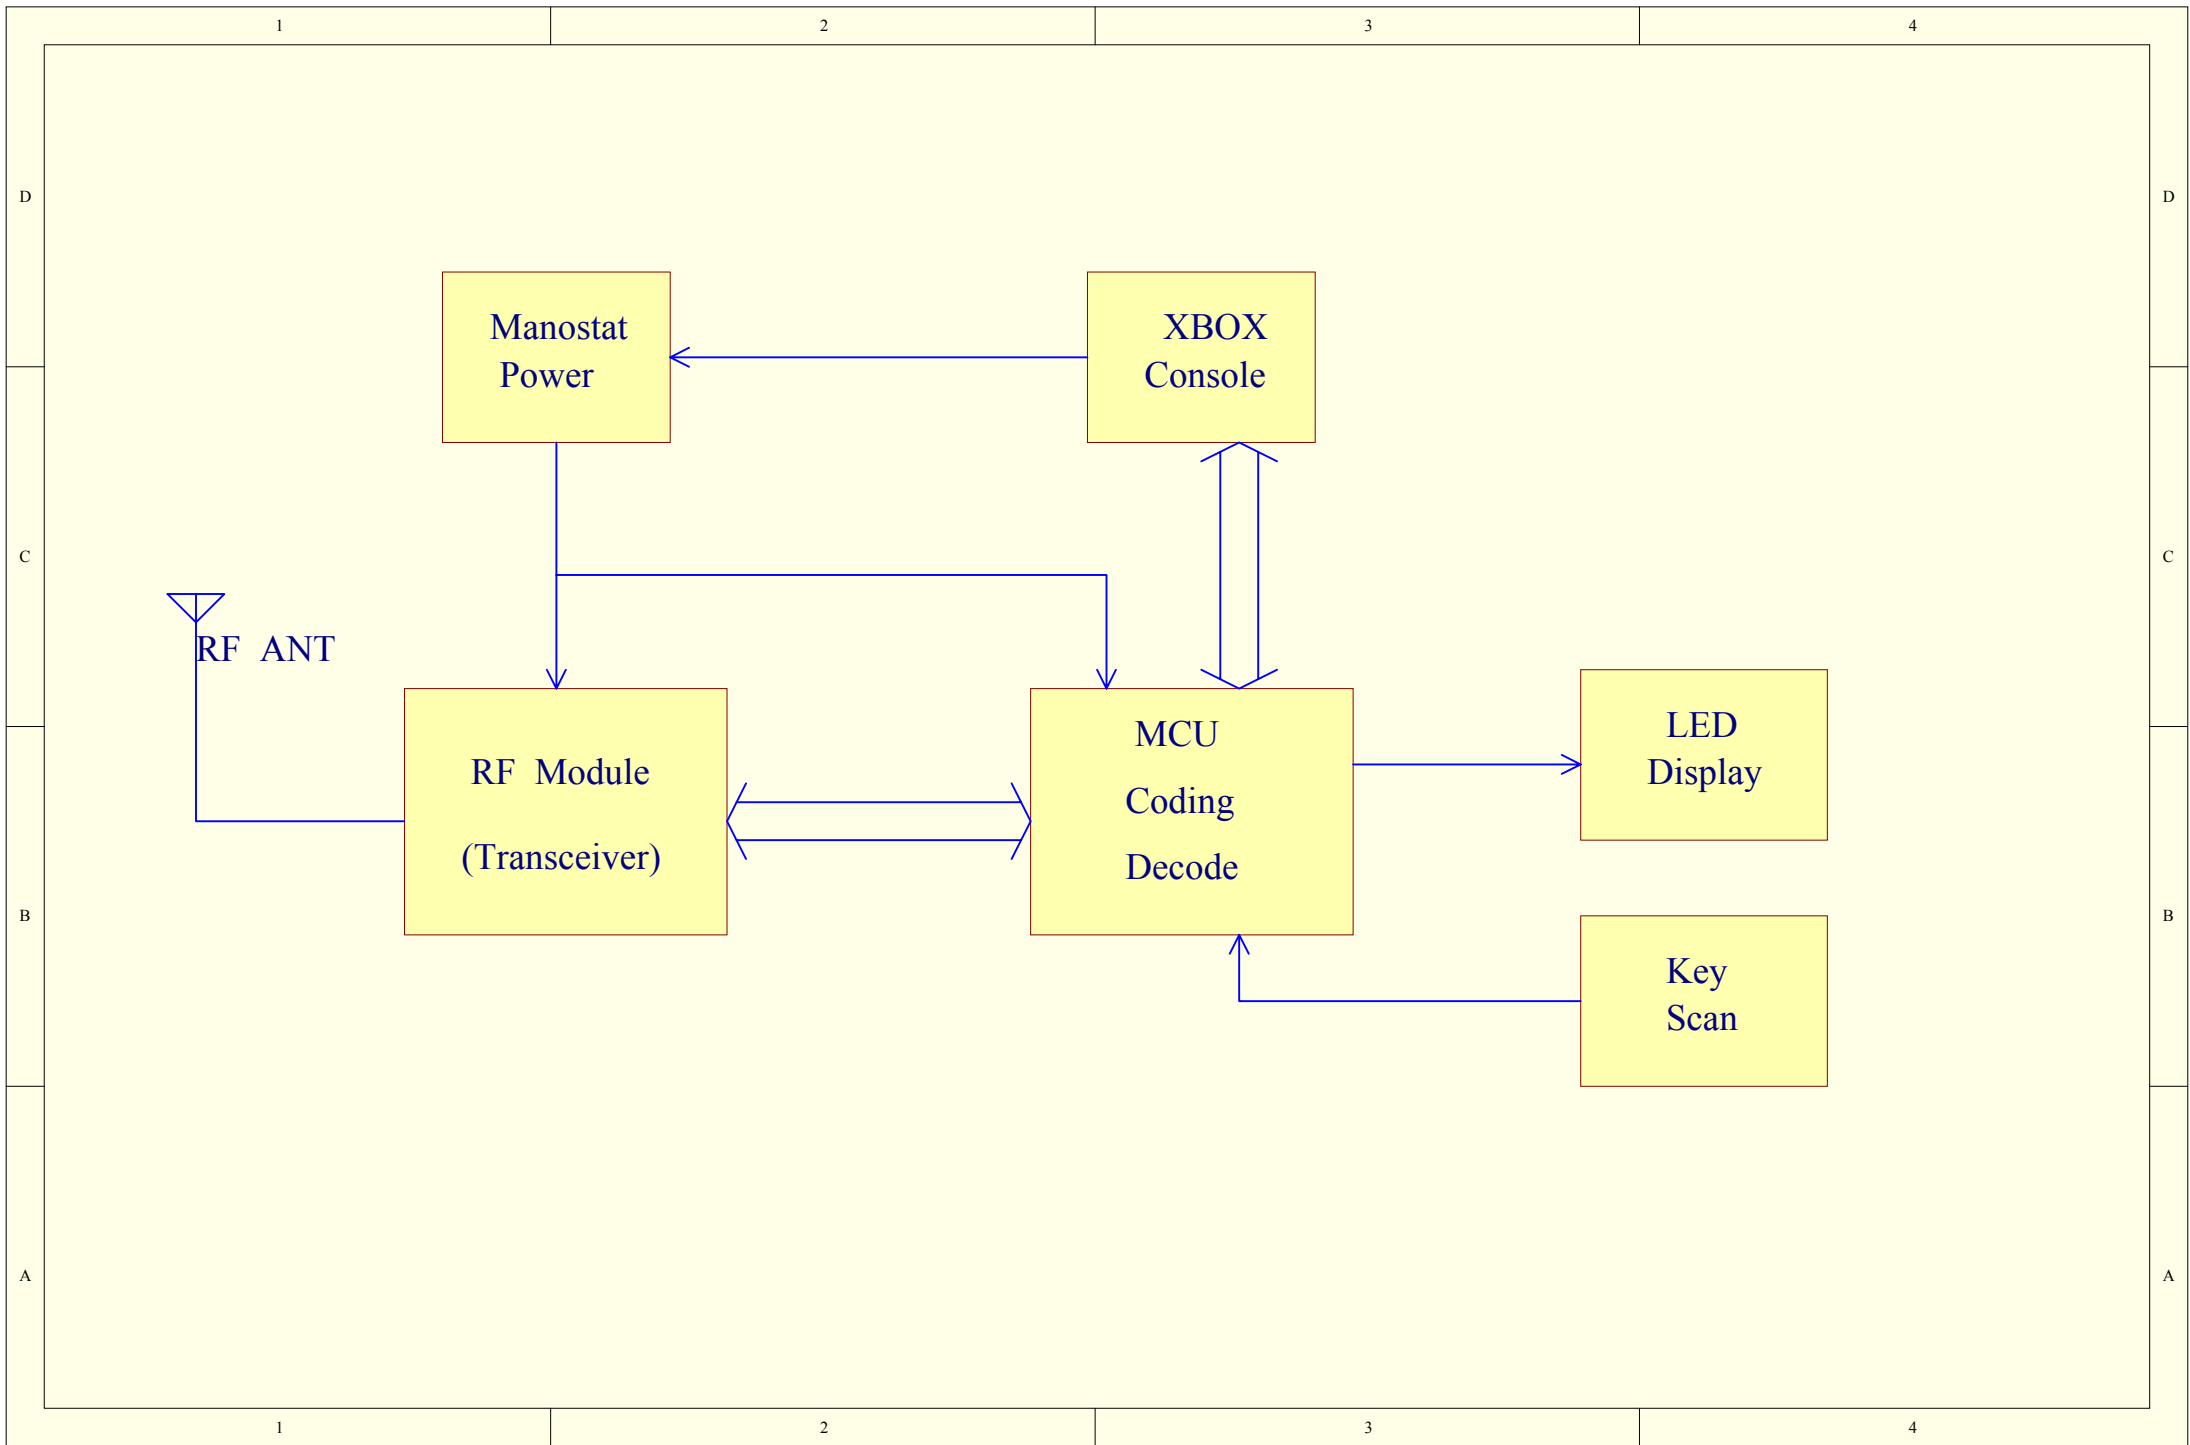 1 2 3 4
D D
Manostat
Power
XBOX
Console
C C
RF ANT
MCU
Coding
Decode
RF Module
(Transceiver)
LED
Display
B B
Key
Scan
A A
1 2 3 4